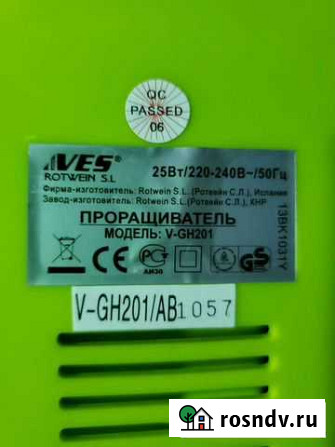 QC
PASSED
06
VES®
ROTWEIN S.L
25Вт/220-240В~/50Гц
Фирма-изготовитель: Rotwein S.L. (Ротвейн С.Л.), Испания
Завод-изготовитель: Rotwein S.L. (Ротвейн С.Л.), КНР
ПРОРАЩИВАТЕЛЬ
МОДЕЛЬ: V-GH201
13BK1031Y
CE
АИ30
GS
V-GH201/AB1057
rosndv.ru